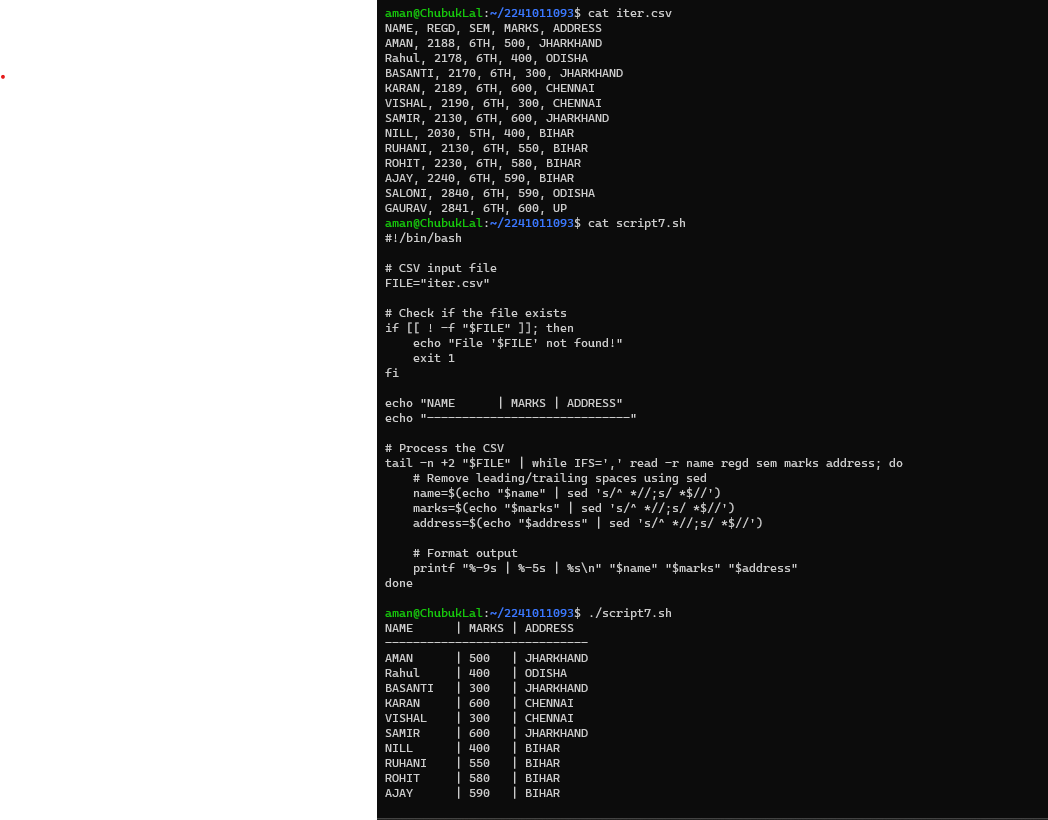 aman@ChubukLal:~/2241011093$ cat iter.csv
NAME, REGD, SEM, MARKS, ADDRESS
AMAN, 2188, 6TH, 500, JHARKHAND
Rahul, 2178, 6TH, 400, ODISHA
BASANTI, 2170, 6TH, 300, JHARKHAND
KARAN, 2189, 6TH, 600, CHENNAI
VISHAL, 2190, 6TH, 300, CHENNAI
SAMIR, 2130, 6TH, 600, JHARKHAND
NILL, 2030, 5TH, 400, BIHAR
RUHANI, 2130, 6TH, 550, BIHAR
ROHIT, 2230, 6TH, 580, BIHAR
AJAY, 2240, 6TH, 590, BIHAR
SALONI, 2840, 6TH, 590, ODISHA
GAURAV, 2841, 6TH, 600, UP
aman@ChubukLal:~/2241011093$ cat script7.sh
#!/bin/bash

# CSV input file
FILE="iter.csv"

# Check if the file exists
if [[ ! -f "$FILE" ]]; then
    echo "File '$FILE' not found!"
    exit 1
fi

echo "NAME      | MARKS | ADDRESS"
echo "-----------------------------"

# Process the CSV
tail -n +2 "$FILE" | while IFS=',' read -r name regd sem marks address; do
    # Remove leading/trailing spaces using sed
    name=$(echo "$name" | sed 's/^ *//;s/ *$//')
    marks=$(echo "$marks" | sed 's/^ *//;s/ *$//')
    address=$(echo "$address" | sed 's/^ *//;s/ *$//')

    # Format output
    printf "%-9s | %-5s | %s\n" "$name" "$marks" "$address"
done

aman@ChubukLal:~/2241011093$ ./script7.sh
NAME      | MARKS | ADDRESS
-----------------------------
AMAN      | 500   | JHARKHAND
Rahul     | 400   | ODISHA
BASANTI   | 300   | JHARKHAND
KARAN     | 600   | CHENNAI
VISHAL    | 300   | CHENNAI
SAMIR     | 600   | JHARKHAND
NILL      | 400   | BIHAR
RUHANI    | 550   | BIHAR
ROHIT     | 580   | BIHAR
AJAY      | 590   | BIHAR